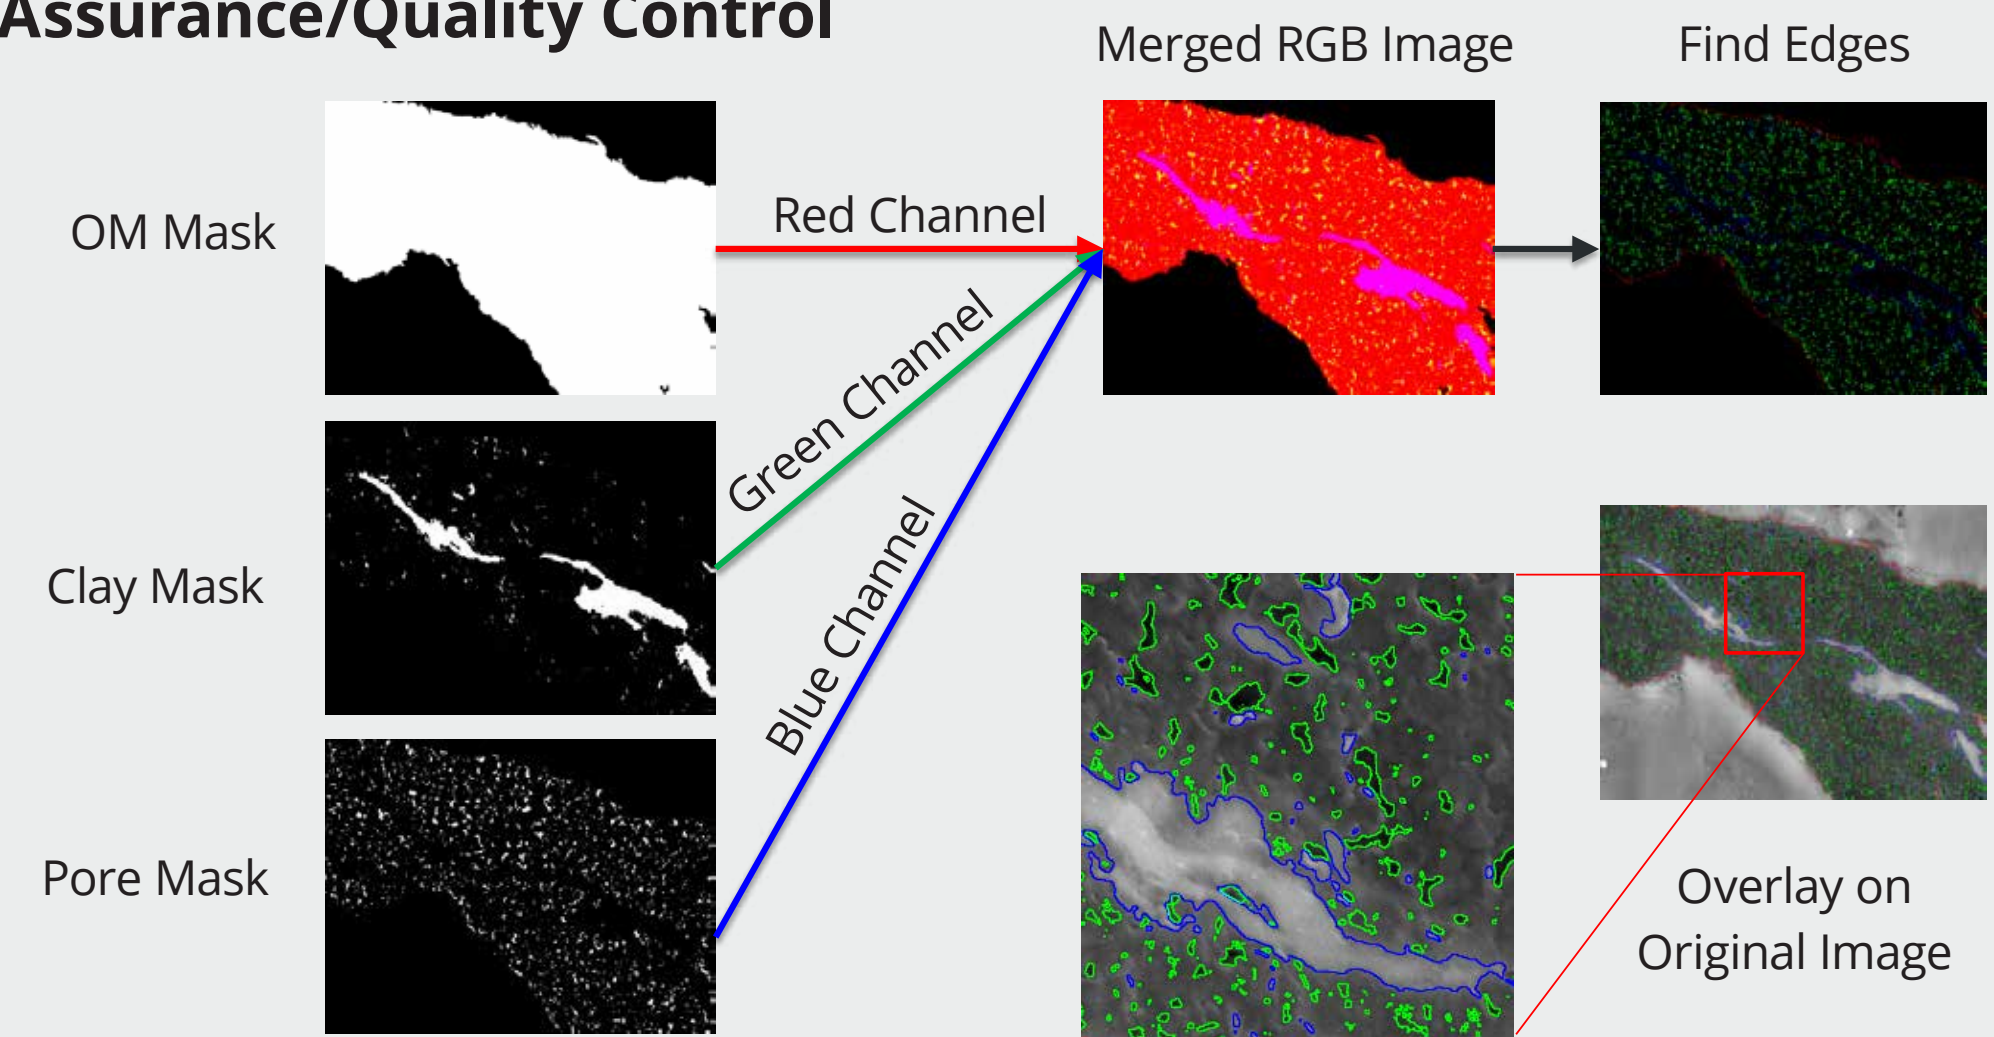 Assurance/Quality Control
Merged RGB Image
Find Edges
OM Mask
Red Channel
Green Channel
Clay Mask
Blue Channel
Pore Mask
Overlay on
Original Image